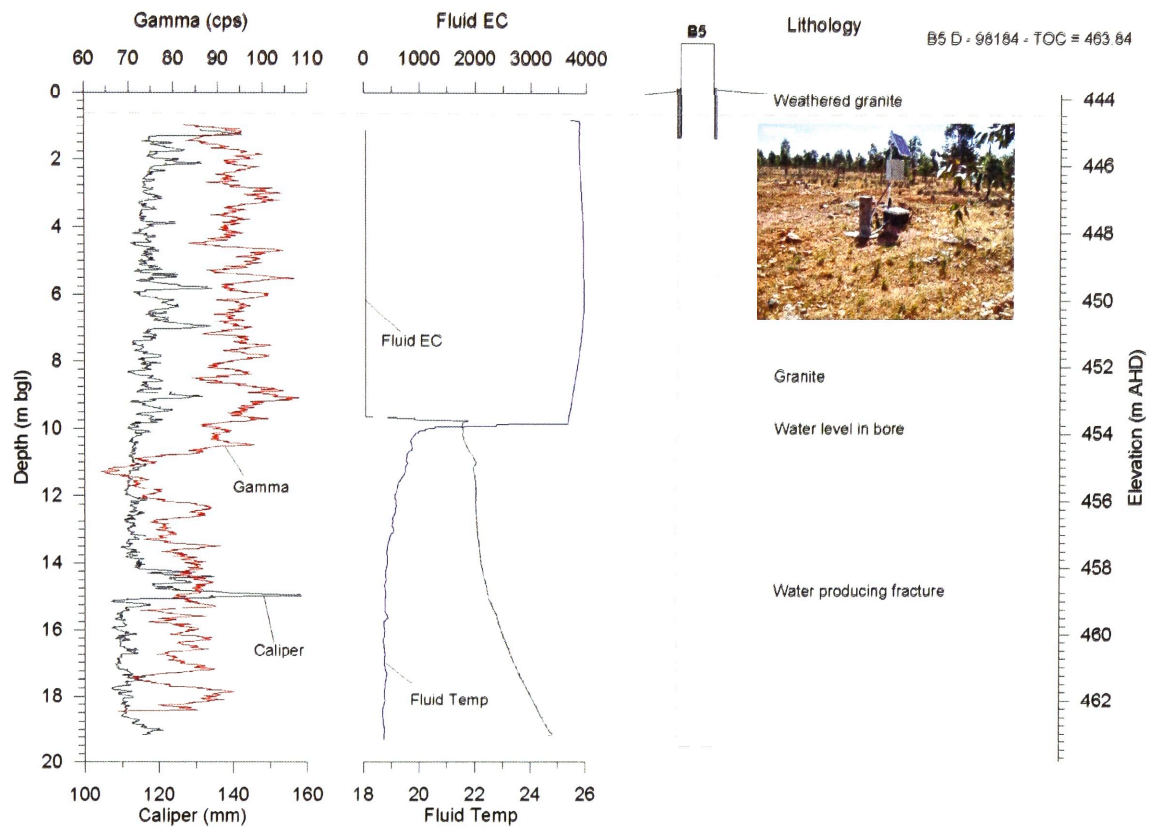 Gamma (cps)
60 70 80 90 100 110
Fluid EC
0 1000 2000 3000 4000
B5
Lithology
B5 D - 98184 - TOC = 463.84
0
2
4
6
8
10
12
14
16
18
20
Depth (m bgl)
Fluid EC
Gamma
Caliper
Fluid Temp
Weathered granite
Granite
Water level in bore
Water producing fracture
444
446
448
450
452
454
456
458
460
462
Elevation (m AHD)
60 100 120 140 160
Caliper (mm)
18 20 22 24 26
Fluid Temp